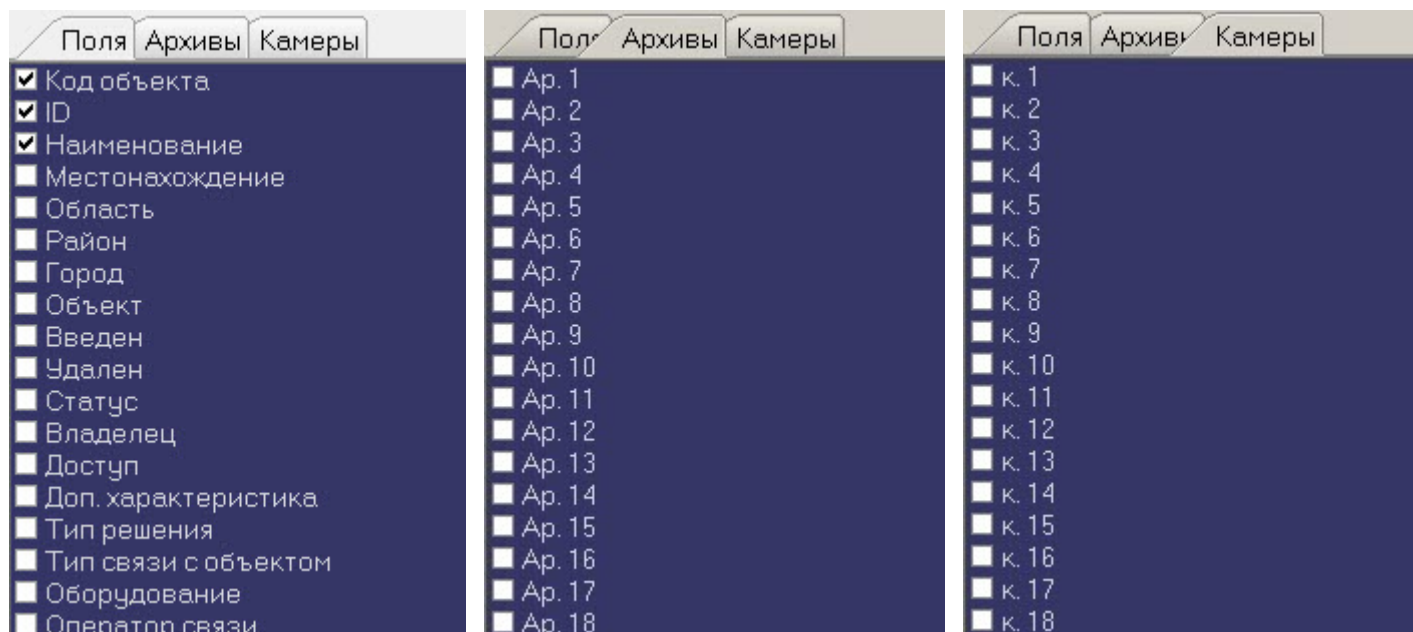 Поля Архивы Камеры
Код объекта
ID
Наименование
Местонахождение
Область
Район
Город
Объект
Введен
Удален
Статус
Владелец
Доступ
Доп. характеристика
Тип решения
Тип связи с объектом
Оборудование
Оператор связи
Поля Архивы Камеры
Ар. 1
Ар. 2
Ар. 3
Ар. 4
Ар. 5
Ар. 6
Ар. 7
Ар. 8
Ар. 9
Ар. 10
Ар. 11
Ар. 12
Ар. 13
Ар. 14
Ар. 15
Ар. 16
Ар. 17
Ар. 18
Поля Архивы Камеры
к. 1
к. 2
к. 3
к. 4
к. 5
к. 6
к. 7
к. 8
к. 9
к. 10
к. 11
к. 12
к. 13
к. 14
к. 15
к. 16
к. 17
к. 18